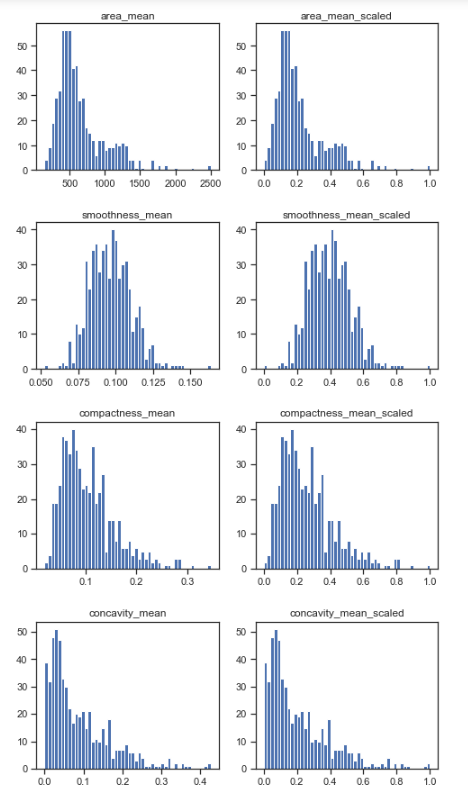 area_mean
area_mean_scaled
50
40
30
20
10
0
500 1000 1500 2000 2500
50
40
30
20
10
0
0.0 0.2 0.4 0.6 0.8 1.0
smoothness_mean
smoothness_mean_scaled
40
30
20
10
0
0.050 0.075 0.100 0.125 0.150
40
30
20
10
0
0.0 0.2 0.4 0.6 0.8 1.0
compactness_mean
compactness_mean_scaled
40
30
20
10
0
0.1 0.2 0.3
40
30
20
10
0
0.0 0.2 0.4 0.6 0.8 1.0
concavity_mean
concavity_mean_scaled
50
40
30
20
10
0
0.0 0.1 0.2 0.3 0.4
50
40
30
20
10
0
0.0 0.2 0.4 0.6 0.8 1.0